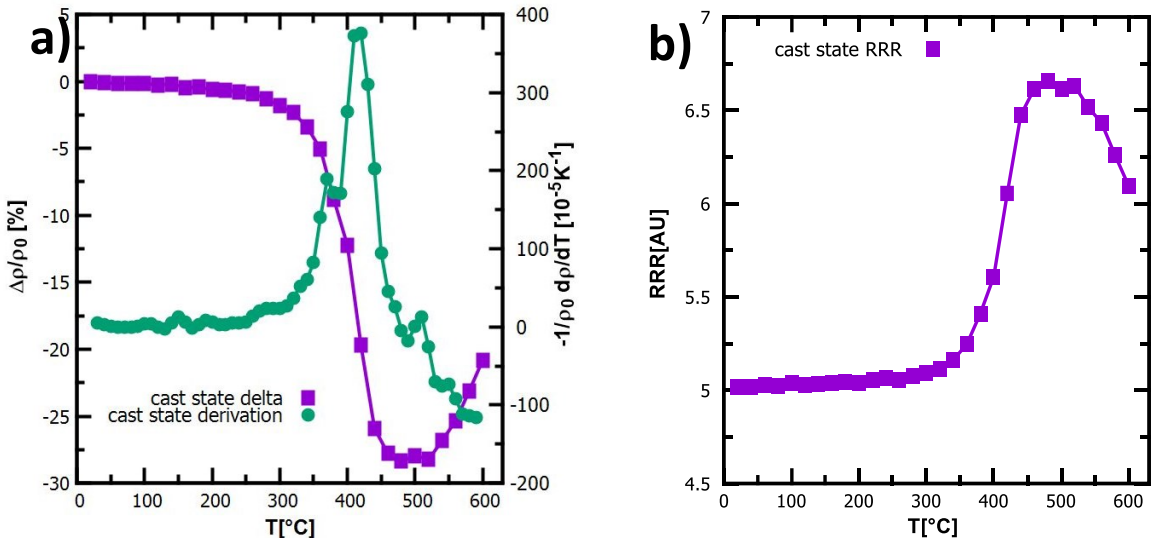 a)
5
0
-5
-10
-15
-20
-25
-30
Δρ/ρ0 [%]
0 100 200 300 400 500 600
T[°C]
400
300
200
100
0
-100
-200
-1/ρ0 dρ/dT [10-5K-1]
cast state delta
cast state derivation
b)
7
6.5
6
5.5
5
4.5
RRR[AU]
0 100 200 300 400 500 600
T[°C]
cast state RRR